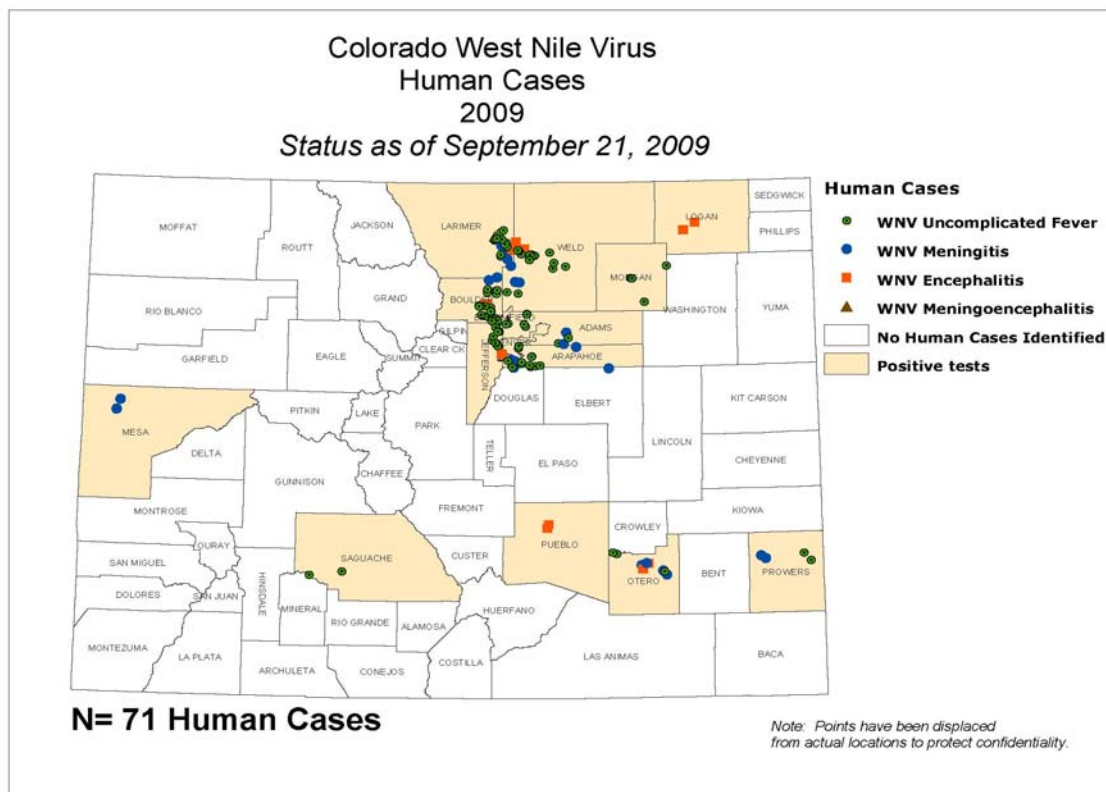 Colorado West Nile Virus
Human Cases
2009
Status as of September 21, 2009
Human Cases
WNV Uncomplicated Fever
WNV Meningitis
WNV Encephalitis
WNV Meningoencephalitis
No Human Cases Identified
Positive tests
MOFFAT
ROUTT
JACKSON
LARIMER
WELD
LOGAN
SEDGWICK
PHILLIPS
RIO BLANCO
GRAND
WASHINGTON
YUMA
GILPIN
ADAMS
GARFIELD
EAGLE
SUMMIT
CLEAR CK
JEFFERSON
ARAPAHOE
MESA
PITKIN
LAKE
PARK
DOUGLAS
ELBERT
KIT CARSON
DELTA
GUNNISON
CHAFFEE
TELLER
EL PASO
LINCOLN
CHEYENNE
MONTROSE
FREMONT
CROWLEY
KIOWA
OURAY
SAN MIGUEL
SAGUACHE
CUSTER
PUEBLO
OTERO
BENT
PROWERS
DOLORES
SAN JUAN
HINSDALE
MINERAL
RIO GRANDE
ALAMOSA
HUERFANO
MONTEZUMA
LA PLATA
ARCHULETA
CONEJOS
COSTILLA
LAS ANIMAS
BACA
N= 71 Human Cases
Note: Points have been displaced
from actual locations to protect confidentiality.